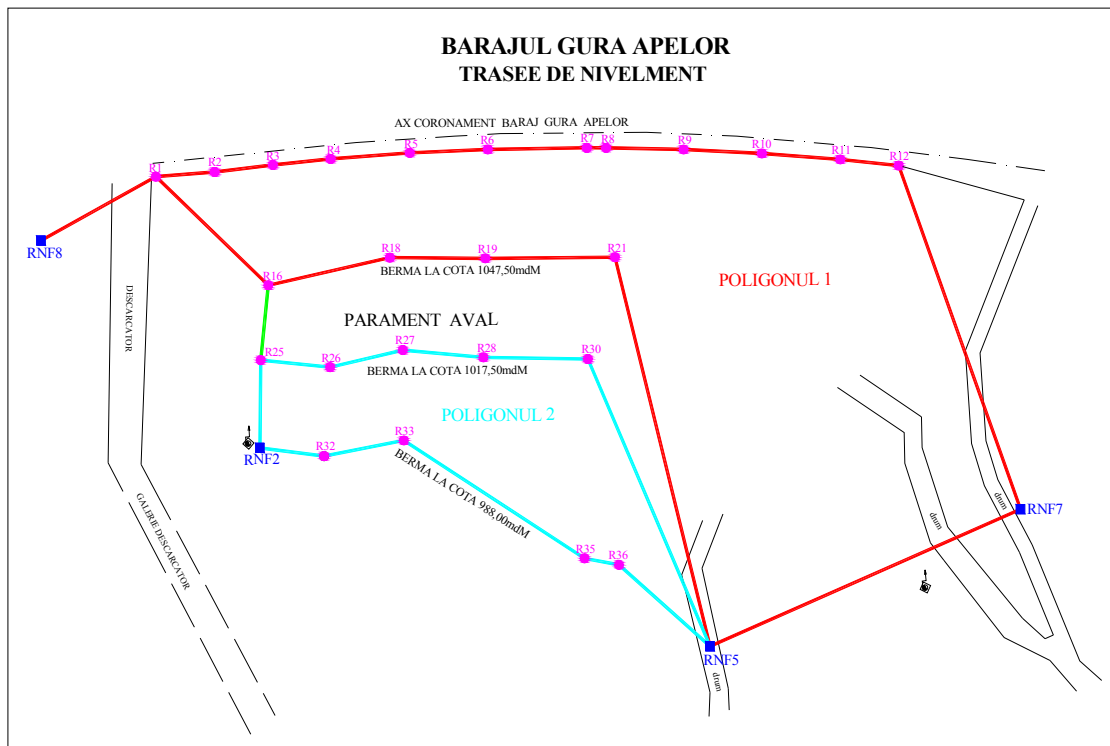 BARAJUL GURA APELOR
TRASEE DE NIVELMENT
AX CORONAMENT BARAJ GURA APELOR
R1
R2
R3
R4
R5
R6
R7
R8
R9
R10
R11
R12
RNF8
R16
R18
R19
R21
BERMA LA COTA 1047,50mdM
POLIGONUL 1
DESCARCATOR
PARAMENT AVAL
R25
R26
R27
R28
R30
BERMA LA COTA 1017,50mdM
POLIGONUL 2
RNF2
R32
R33
BERMA LA COTA 988,00mdM
GALERIE DESCARCATOR
drum
drum
RNF7
R35
R36
RNF5
drum